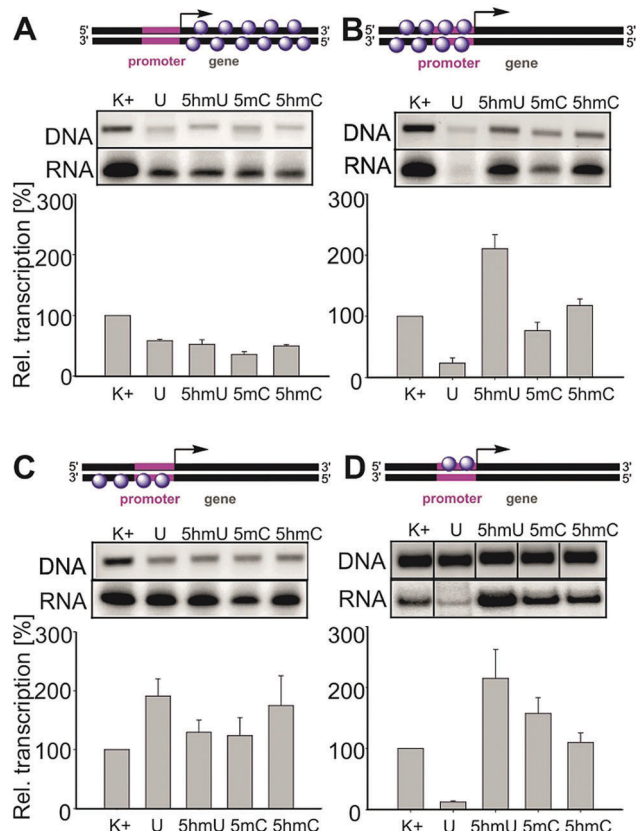 A
5' 3'
3' 5'
promoter gene
K+ U 5hmU 5mC 5hmC
DNA
RNA
Rel. transcription [%]
300
200
100
0
K+ U 5hmU 5mC 5hmC
B
5' 3'
3' 5'
promoter gene
K+ U 5hmU 5mC 5hmC
DNA
RNA
300
200
100
0
K+ U 5hmU 5mC 5hmC
C
5' 3'
3' 5'
promoter gene
K+ U 5hmU 5mC 5hmC
DNA
RNA
Rel. transcription [%]
300
200
100
0
K+ U 5hmU 5mC 5hmC
D
5' 3'
3' 5'
promoter gene
K+ U 5hmU 5mC 5hmC
DNA
RNA
300
200
100
0
K+ U 5hmU 5mC 5hmC